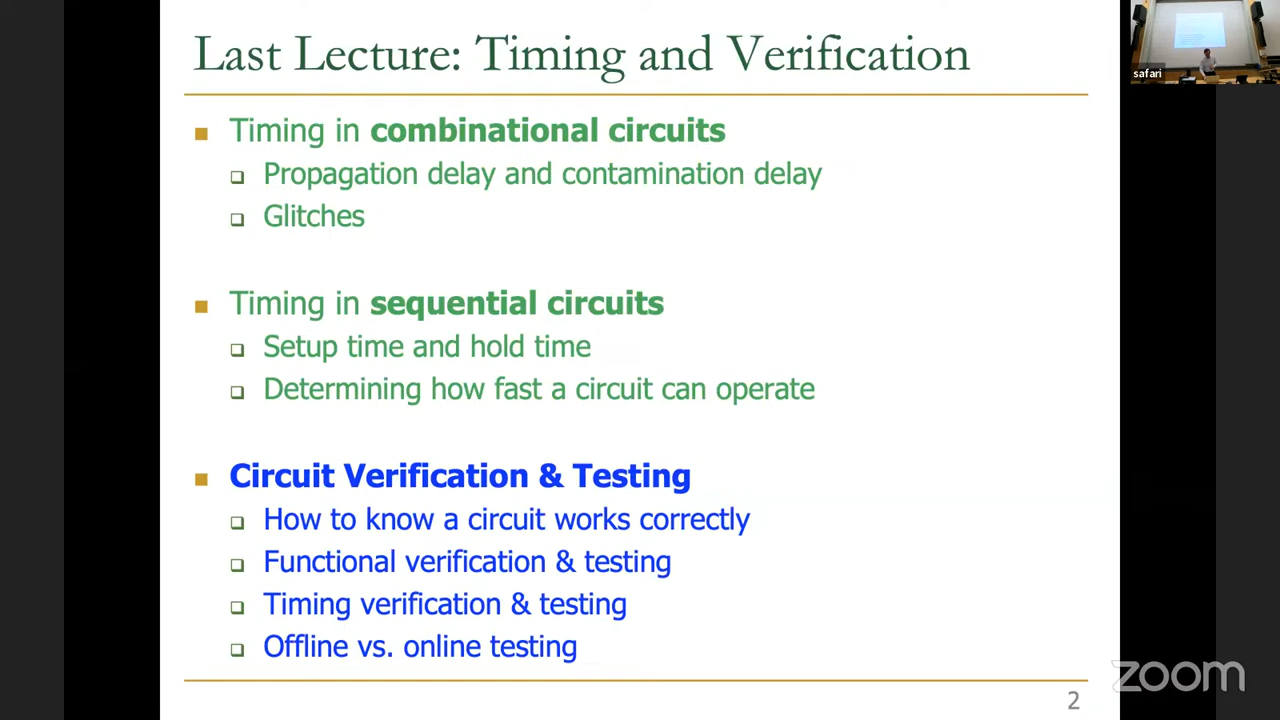 Last Lecture: Timing and Verification
Timing in combinational circuits
Propagation delay and contamination delay
Glitches
Timing in sequential circuits
Setup time and hold time
Determining how fast a circuit can operate
Circuit Verification & Testing
How to know a circuit works correctly
Functional verification & testing
Timing verification & testing
Offline vs. online testing
2
safari
zoom